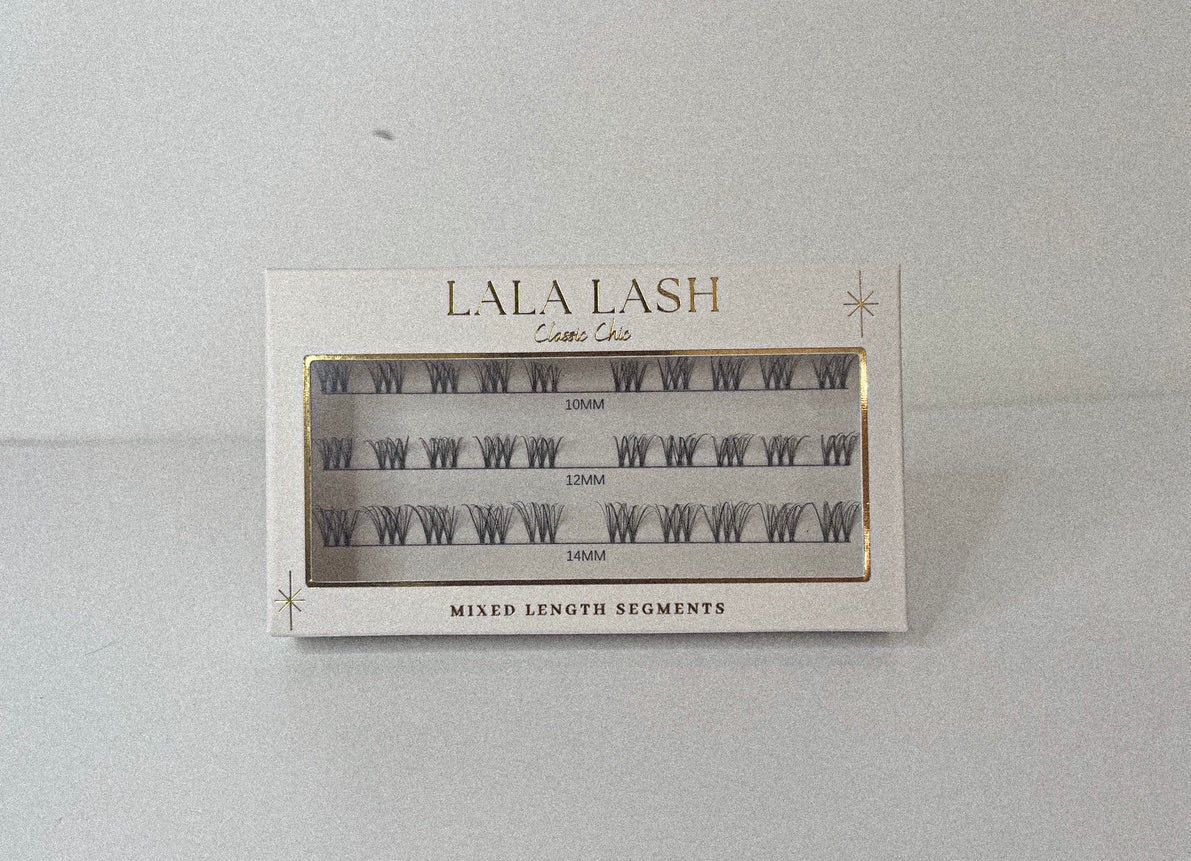 LALA LASH
Classic Chic
10MM
12MM
14MM
MIXED LENGTH SEGMENTS